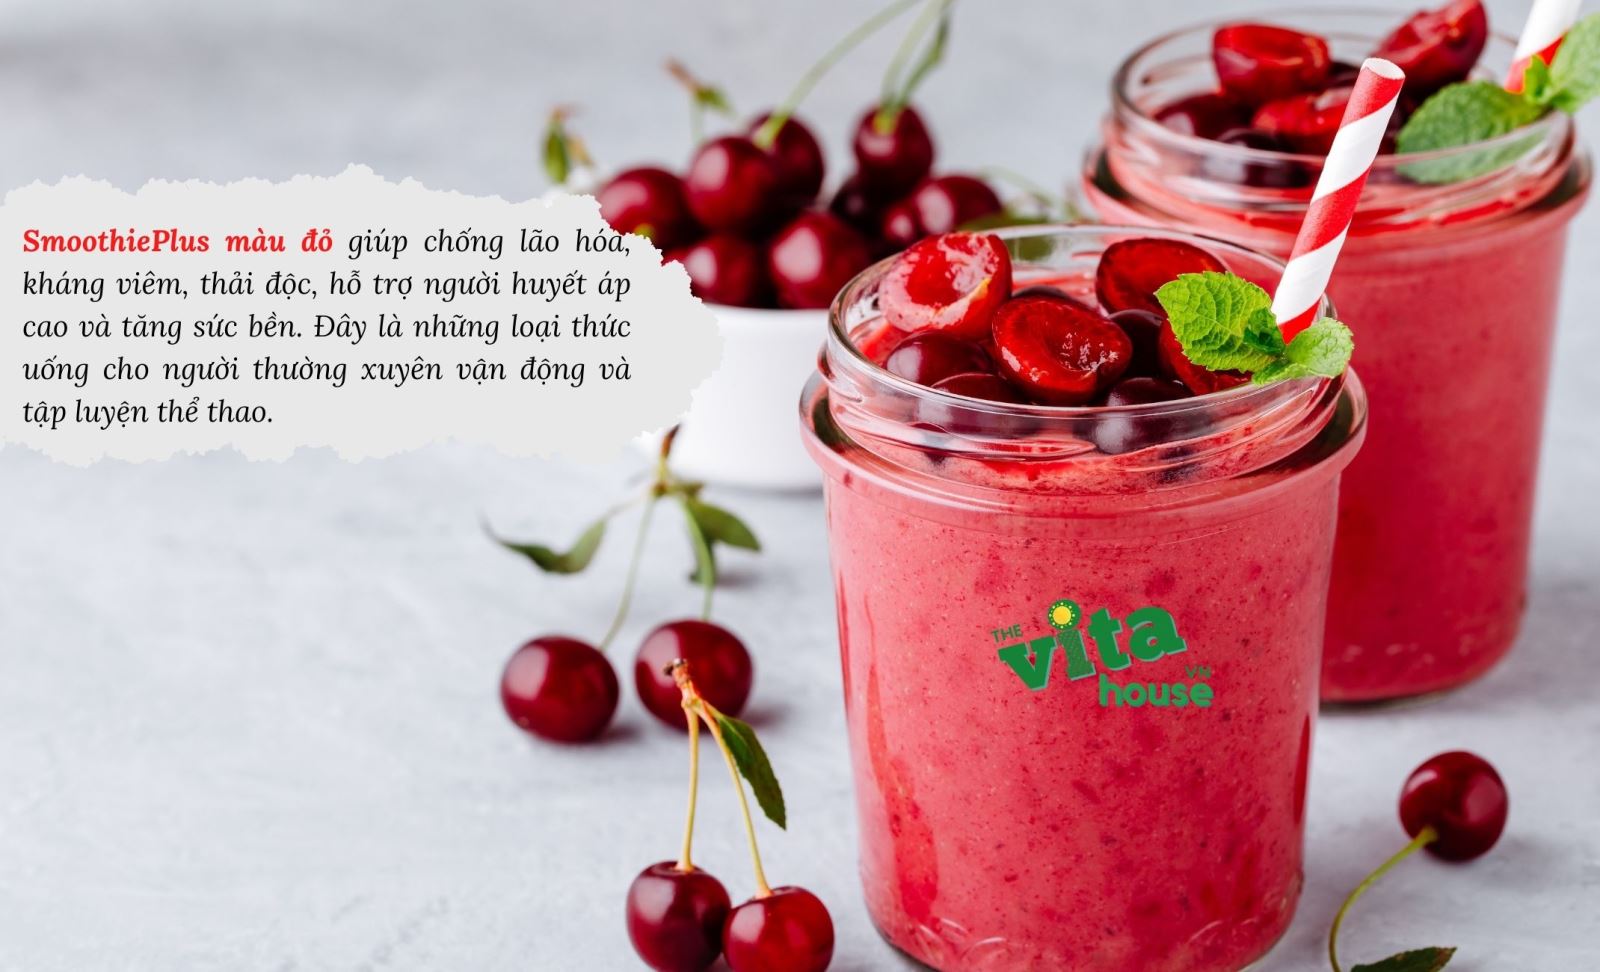 SmoothiePlus màu đỏ giúp chống lão hóa,
kháng viêm, thải độc, hỗ trợ người huyết áp
cao và tăng sức bền. Đây là những loại thức
uống cho người thường xuyên vận động và
tập luyện thể thao.
THE
vita
VN
house